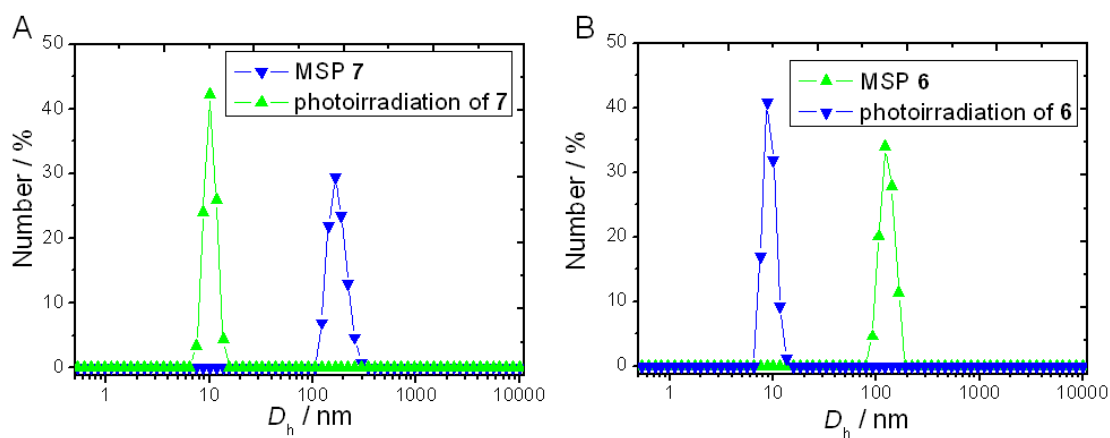 A
50
40
30
20
10
0
Number / %
MSP 7
photoirradiation of 7
1 10 100 1000 10000
Dh / nm
B
50
40
30
20
10
0
Number / %
MSP 6
photoirradiation of 6
1 10 100 1000 10000
Dh / nm